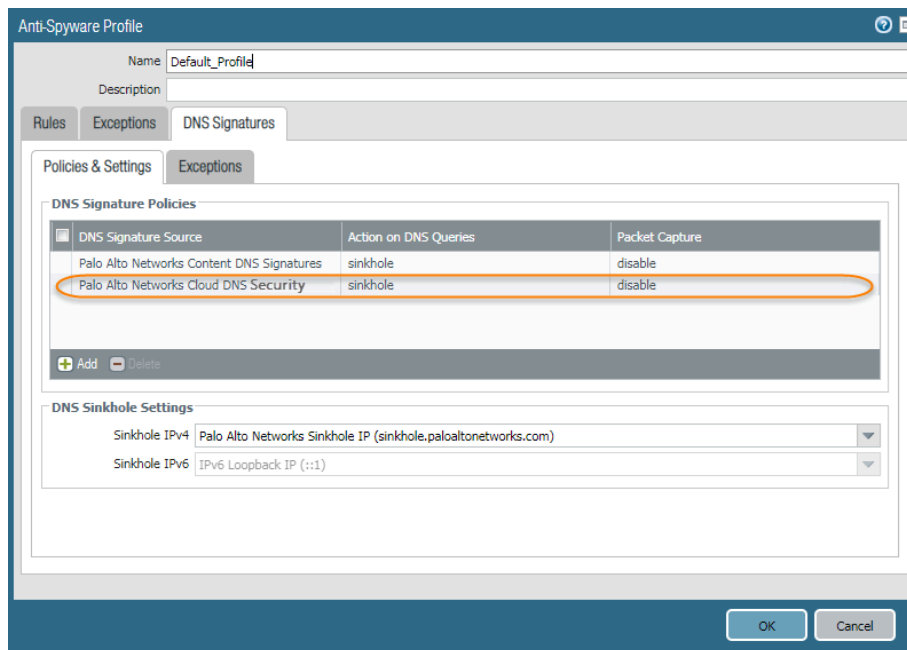 Anti-Spyware Profile
Name Default_Profile
Description
Rules Exceptions DNS Signatures
Policies & Settings Exceptions
DNS Signature Policies
DNS Signature Source Action on DNS Queries Packet Capture
Palo Alto Networks Content DNS Signatures sinkhole disable
Palo Alto Networks Cloud DNS Security sinkhole disable
Add Delete
DNS Sinkhole Settings
Sinkhole IPv4 Palo Alto Networks Sinkhole IP (sinkhole.paloaltonetworks.com)
Sinkhole IPv6 IPv6 Loopback IP (::1)
OK Cancel